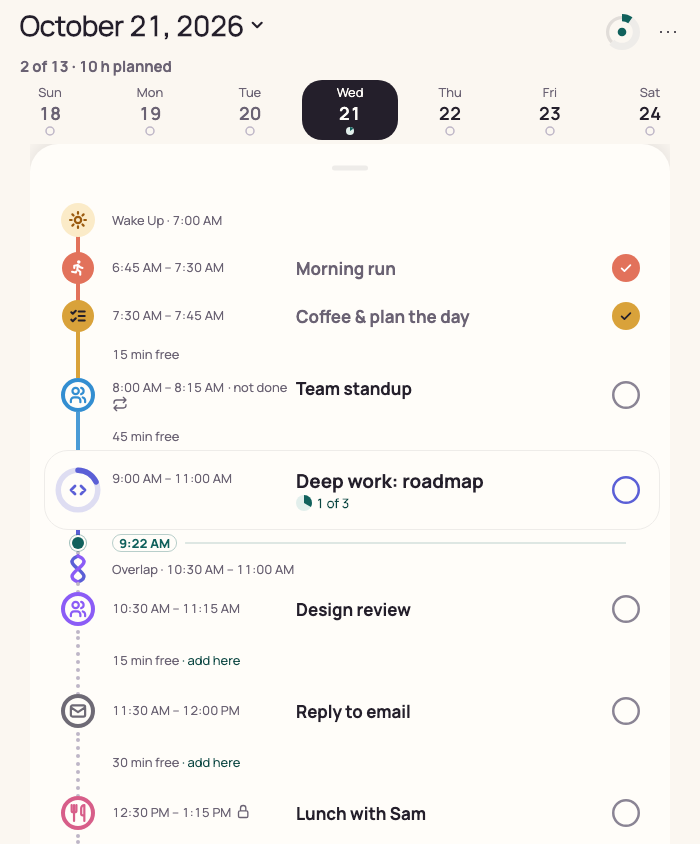 October 21, 2026
2 of 13 · 10 h planned
Sun Mon Tue Wed Thu Fri Sat
18 19 20 21 22 23 24
Wake Up · 7:00 AM
6:45 AM – 7:30 AM Morning run
7:30 AM – 7:45 AM Coffee & plan the day
15 min free
8:00 AM – 8:15 AM · not done Team standup
45 min free
9:00 AM – 11:00 AM Deep work: roadmap
1 of 3
9:22 AM
Overlap · 10:30 AM – 11:00 AM
10:30 AM – 11:15 AM Design review
15 min free · add here
11:30 AM – 12:00 PM Reply to email
30 min free · add here
12:30 PM – 1:15 PM Lunch with Sam